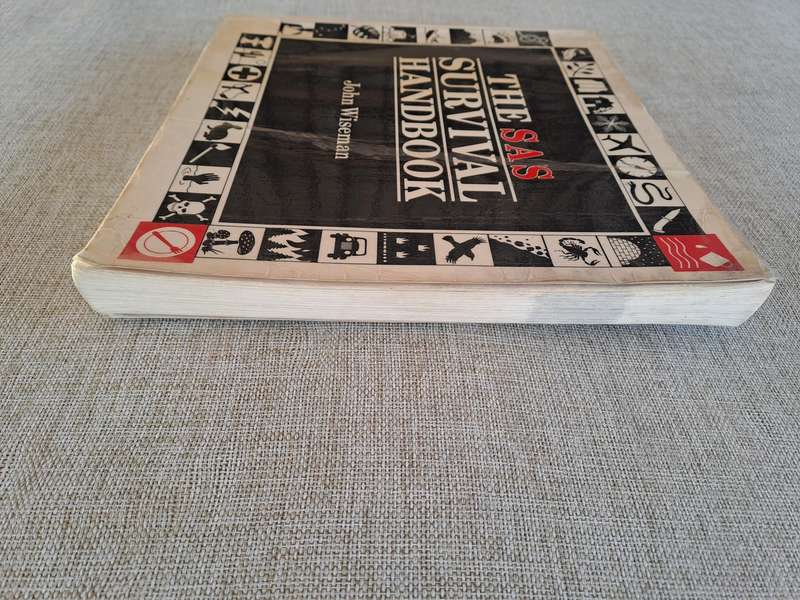 THE SAS
SURVIVAL
HANDBOOK
John Wiseman